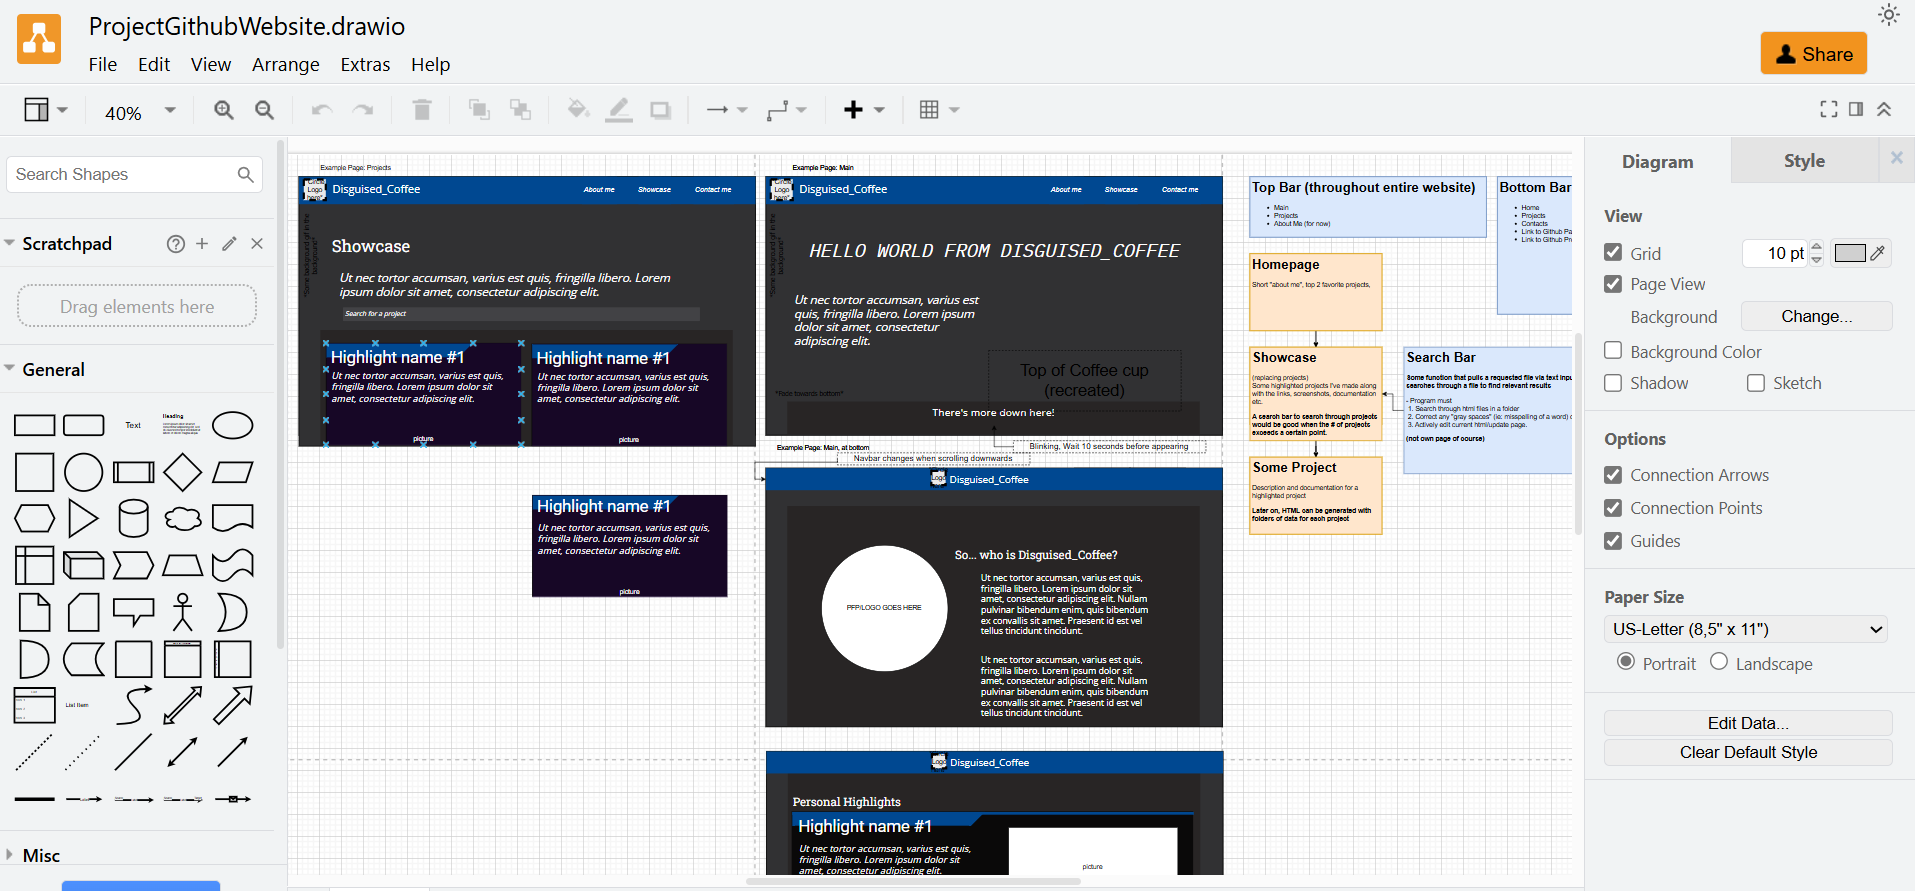 ProjectGithubWebsite.drawio
File Edit View Arrange Extras Help
Share
40%
Search Shapes
Scratchpad
Drag elements here
General
Heading
Text
List Item
Misc
Example Page: Projects
Logo
Disguised_Coffee
About me Showcase Contact me
Showcase
Ut nec tortor accumsan, varius est quis, fringilla libero. Lorem
ipsum dolor sit amet, consectetur adipiscing elit.
Search for a project
Highlight name #1
Ut nec tortor accumsan, varius est quis,
fringilla libero. Lorem ipsum dolor sit
amet, consectetur adipiscing elit.
picture
Highlight name #1
Ut nec tortor accumsan, varius est quis,
fringilla libero. Lorem ipsum dolor sit
amet, consectetur adipiscing elit.
picture
Highlight name #1
Ut nec tortor accumsan, varius est quis,
fringilla libero. Lorem ipsum dolor sit
amet, consectetur adipiscing elit.
picture
Example Page: Main
Logo
Disguised_Coffee
About me Showcase Contact me
HELLO WORLD FROM DISGUISED_COFFEE
Ut nec tortor accumsan, varius est
quis, fringilla libero. Lorem ipsum
dolor sit amet, consectetur
adipiscing elit.
Top of Coffee cup
(recreated)
*Fade towards bottom*
There's more down here!
Example Page: Main, at bottom
Blinking, Wait 10 seconds before appearing
Navbar changes when scrolling downwards
Logo
Disguised_Coffee
PFP/LOGO GOES HERE
So... who is Disguised_Coffee?
Ut nec tortor accumsan, varius est quis,
fringilla libero. Lorem ipsum dolor sit
amet, consectetur adipiscing elit. Nullam
pulvinar bibendum enim, quis bibendum
ex convallis sit amet. Praesent id est vel
tellus tincidunt tincidunt.
Ut nec tortor accumsan, varius est quis,
fringilla libero. Lorem ipsum dolor sit
amet, consectetur adipiscing elit. Nullam
pulvinar bibendum enim, quis bibendum
ex convallis sit amet. Praesent id est vel
tellus tincidunt tincidunt.
Logo
Disguised_Coffee
Personal Highlights
Highlight name #1
Ut nec tortor accumsan, varius est quis,
fringilla libero. Lorem ipsum dolor sit
amet, consectetur adipiscing elit.
picture
Top Bar (throughout entire website)
• Main
• Projects
• About Me (for now)
Bottom Bar
• Home
• Projects
• Contacts
• Link to Github Pa
• Link to Github Pr
Homepage
Short "about me", top 2 favorite projects,
Showcase
(replacing projects)
Some highlighted projects I've made along
with the links, screenshots, documentation
etc.
A search bar to search through projects
would be good when the # of projects
exceeds a certain point.
Search Bar
Some function that pulls a requested file via text inpu
searches through a file to find relevant results
- Program must
1. Search through html files in a folder
2. Correct any "gray spaces" (ie: misspelling of a word)
3. Actively edit current html/update page.
(not own page of course)
Some Project
Description and documentation for a
highlighted project
Later on, HTML can be generated with
folders of data for each project
Diagram Style
View
Grid 10 pt
Page View
Background Change...
Background Color
Shadow Sketch
Options
Connection Arrows
Connection Points
Guides
Paper Size
US-Letter (8,5" x 11")
Portrait Landscape
Edit Data...
Clear Default Style